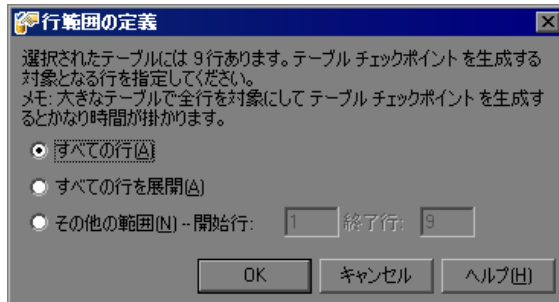 行範囲の定義
選択されたテーブルには 9行あります。テーブル チェックポイント を生成する
対象となる行を指定してください。
メモ: 大きなテーブルで全行を対象にして テーブル チェックポイント を生成す
るとかなり時間が掛かります。
すべての行(A)
すべての行を展開(A)
その他の範囲(N) -- 開始行: 1 終了行: 9
OK キャンセル ヘルプ(H)